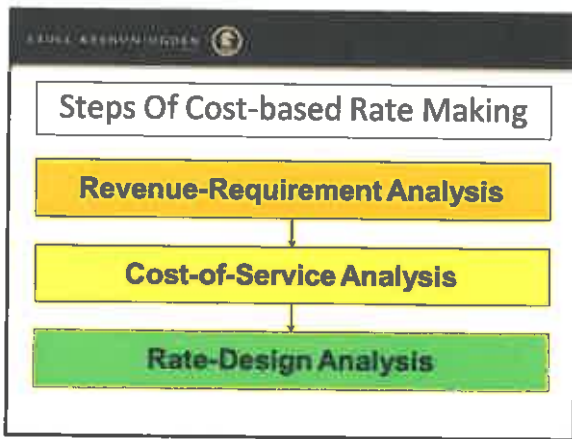 Steps Of Cost-based Rate Making
Revenue-Requirement Analysis
Cost-of-Service Analysis
Rate-Design Analysis